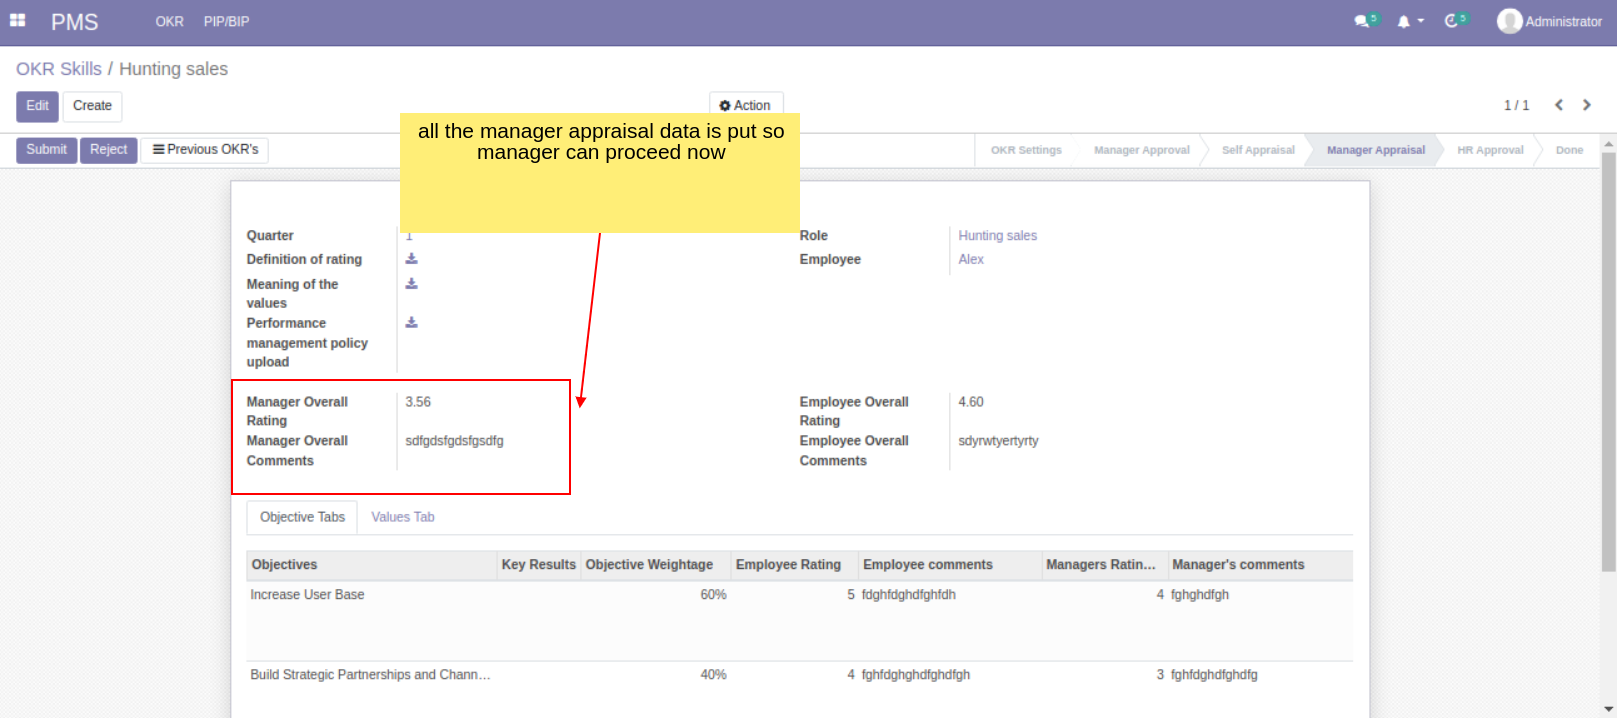 PMS OKR PIP/BIP 5 5 Administrator
OKR Skills / Hunting sales
Edit Create Action 1 / 1
Submit Reject Previous OKR's OKR Settings Manager Approval Self Appraisal Manager Appraisal HR Approval Done
all the manager appraisal data is put so
manager can proceed now
Quarter 1 Role Hunting sales
Definition of rating Employee Alex
Meaning of the
values
Performance
management policy
upload
Manager Overall 3.56 Employee Overall 4.60
Rating Rating
Manager Overall sdfgdsfgdsfgsdfg Employee Overall sdyrwtyertyrty
Comments Comments
Objective Tabs Values Tab
Objectives Key Results Objective Weightage Employee Rating Employee comments Managers Ratin... Manager's comments
Increase User Base 60% 5 fdghfdghdfghfdh 4 fghghdfgh
Build Strategic Partnerships and Chann... 40% 4 fghfdghghdfghdfgh 3 fghfdghdfghdfg